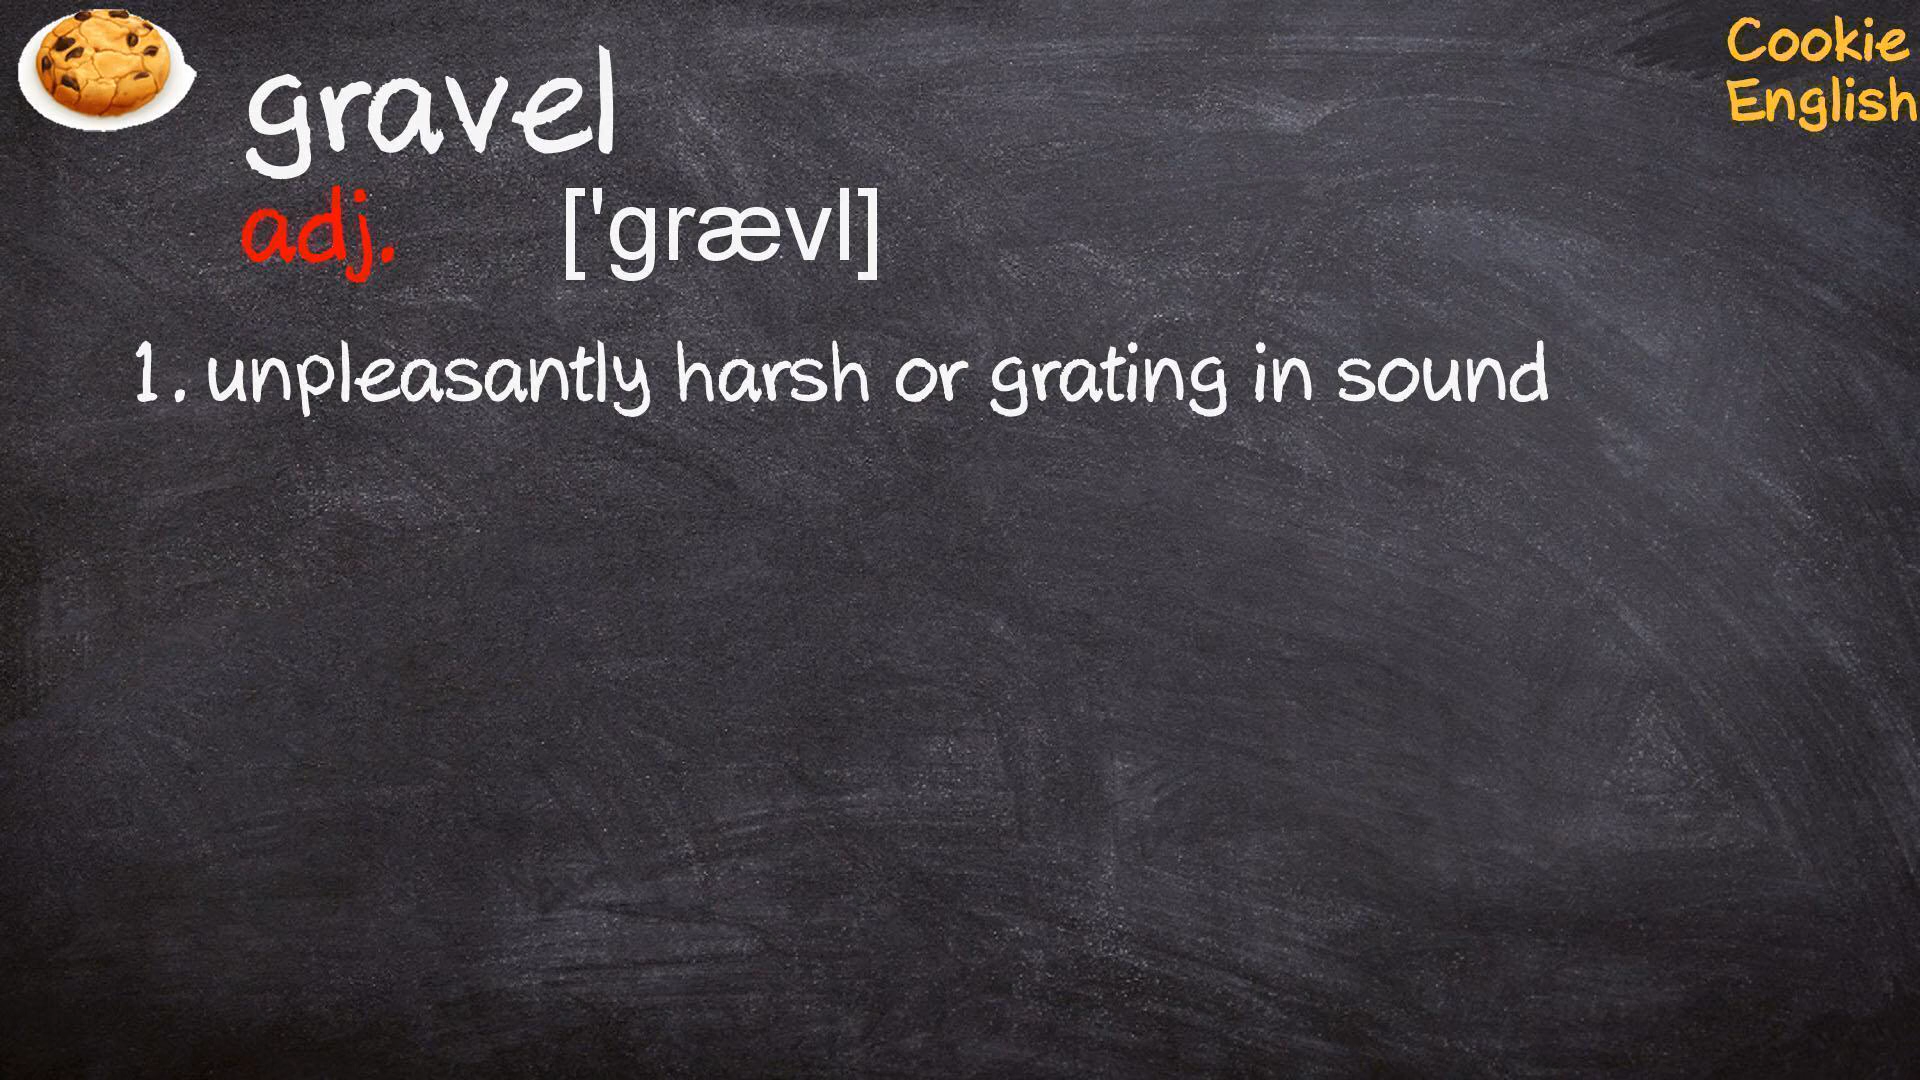 Cookie
English
gravel
adj. ['grævl]
1. unpleasantly harsh or grating in sound